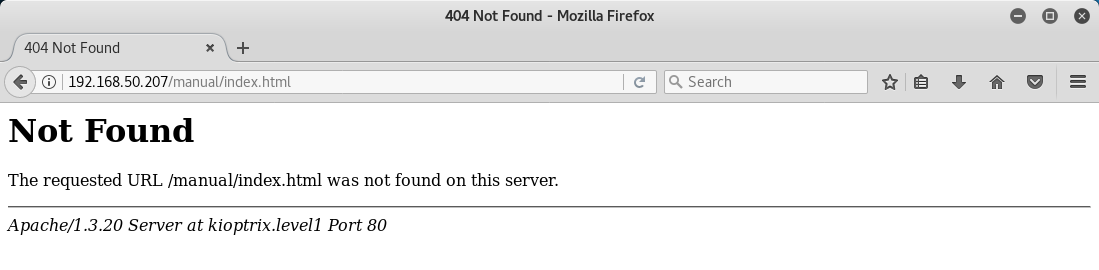 404 Not Found - Mozilla Firefox
404 Not Found
192.168.50.207/manual/index.html
Search
Not Found
The requested URL /manual/index.html was not found on this server.
Apache/1.3.20 Server at kioptrix.level1 Port 80